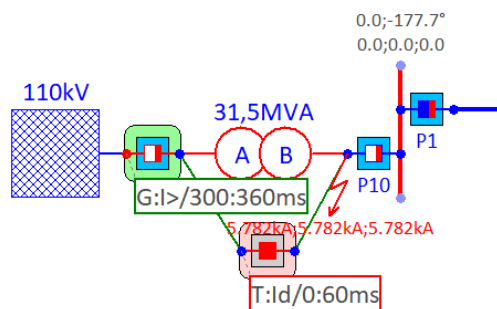 0.0;-177.7°
0.0;0.0;0.0
110kV
31,5MVA
A
B
P1
P10
G:I>/300:360ms
5.782kA;5.782kA;5.782kA
T:Id/0:60ms